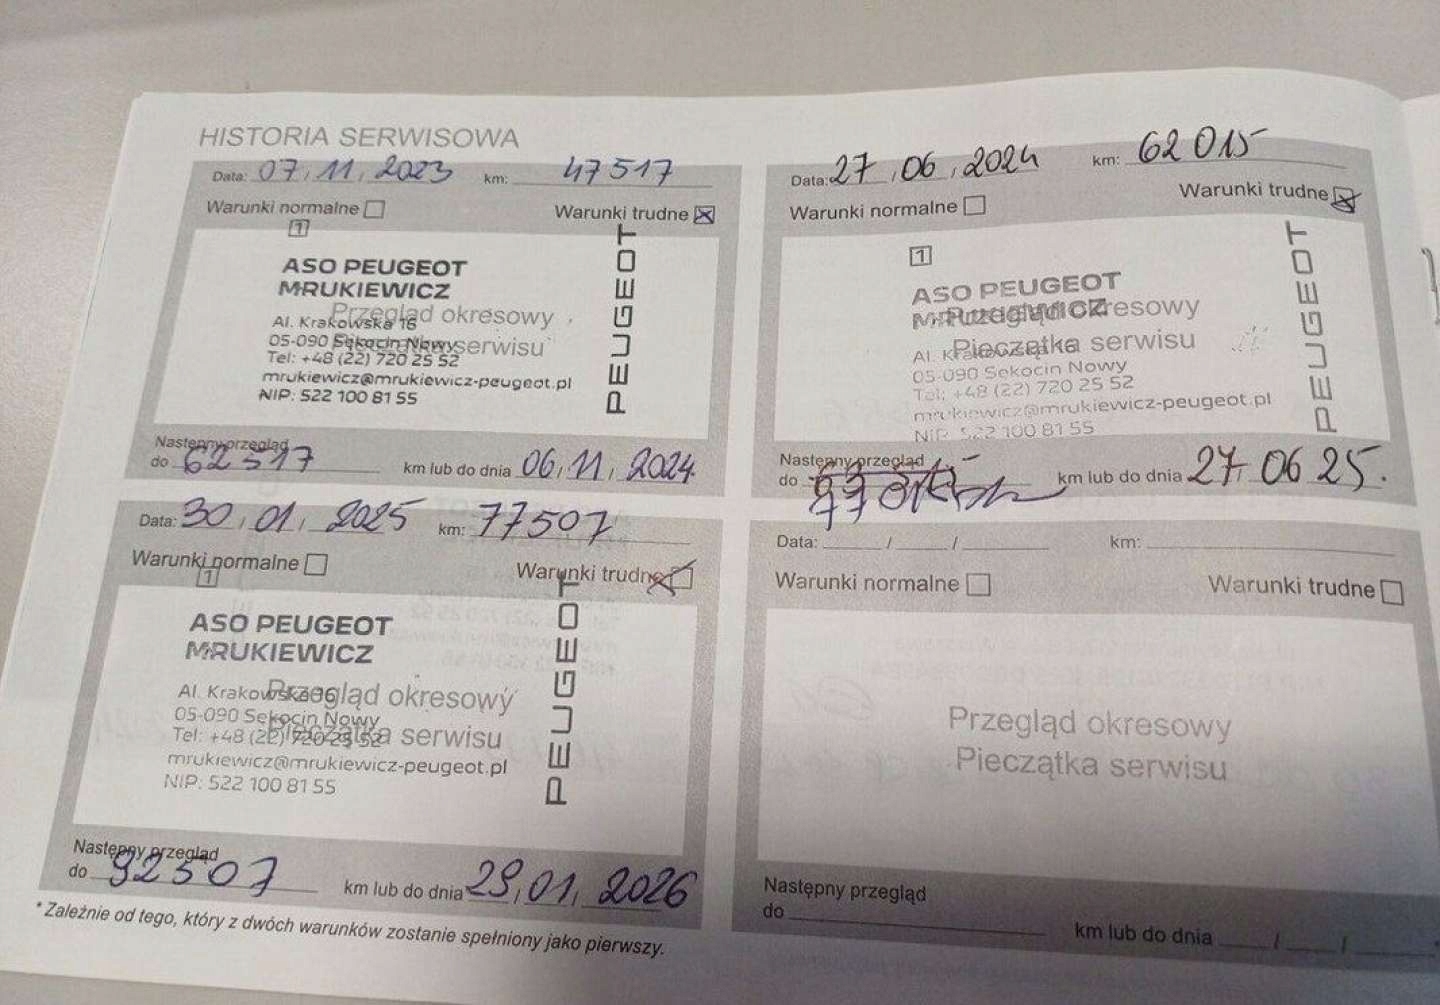 HISTORIA SERWISOWA
Data: 07, 11, 2023 km: 47517
Warunki normalne Warunki trudne
1
ASO PEUGEOT
MRUKIEWICZ
Przegląd okresowy
Al. Krakowska 16
Pieczątka serwisu
05-090 Sękocin Nowy
Tel: +48 (22) 720 25 52
mrukiewicz@mrukiewicz-peugeot.pl
NIP: 522 100 81 55
PEUGEOT
Następny przegląd
do 62517 km lub do dnia 06, 11, 2024
Data: 27, 06, 2024 km: 62015
Warunki normalne Warunki trudne
1
ASO PEUGEOT
MRUKIEWICZ
Przegląd okresowy
Pieczątka serwisu
Al. Krakowska 16
05-090 Sękocin Nowy
Tel: +48 (22) 720 25 52
mrukiewicz@mrukiewicz-peugeot.pl
NIP: 522 100 81 55
PEUGEOT
Następny przegląd
do km lub do dnia 27, 06 25.
Data: 30, 01, 2025 km: 77507
Warunki normalne Warunki trudne
1
ASO PEUGEOT
MRUKIEWICZ
Al. Krakowska 16
Przegląd okresowy
05-090 Sękocin Nowy
Pieczątka serwisu
Tel: +48 (22) 720 25 52
mrukiewicz@mrukiewicz-peugeot.pl
NIP: 522 100 81 55
PEUGEOT
Następny przegląd
do 92507 km lub do dnia 29, 01, 2026
Data: / / km:
Warunki normalne Warunki trudne
Przegląd okresowy
Pieczątka serwisu
Następny przegląd
do km lub do dnia / /
* Zależnie od tego, który z dwóch warunków zostanie spełniony jako pierwszy.